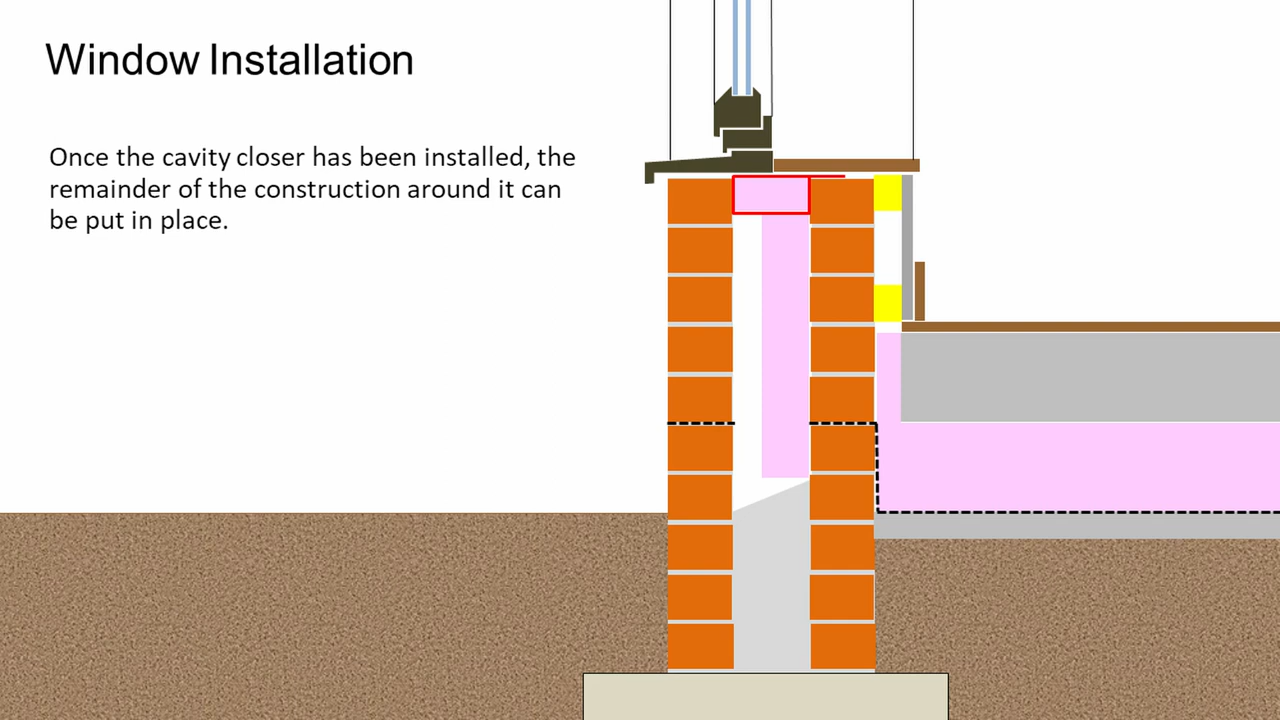 Window Installation
Once the cavity closer has been installed, the
remainder of the construction around it can
be put in place.